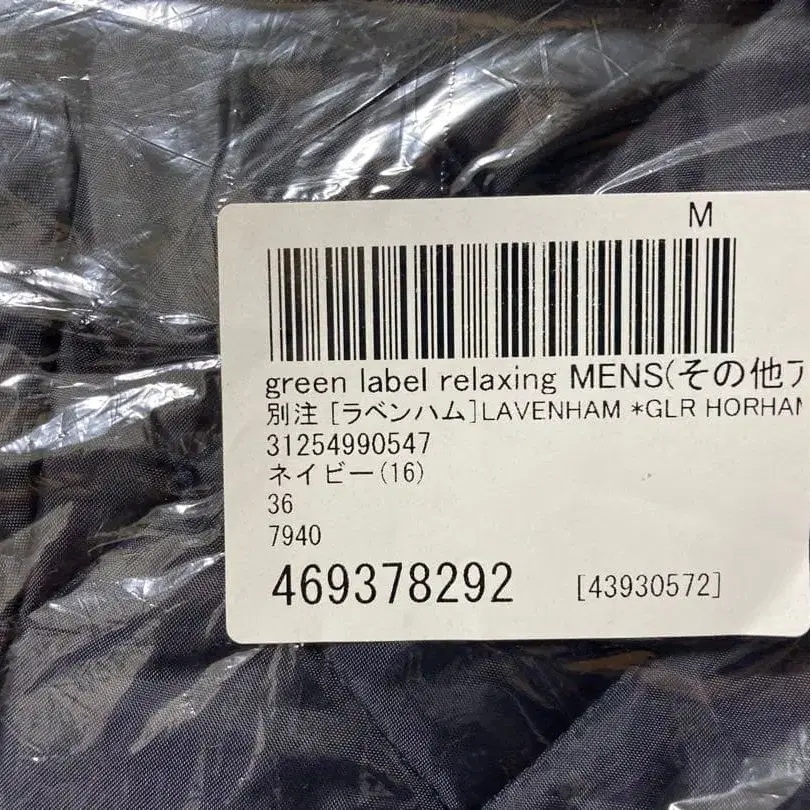 M
green label relaxing MENS(その他ア
別注 [ラベンハム]LAVENHAM *GLR HORHAM
31254990547
ネイビー(16)
36
7940
469378292 [43930572]